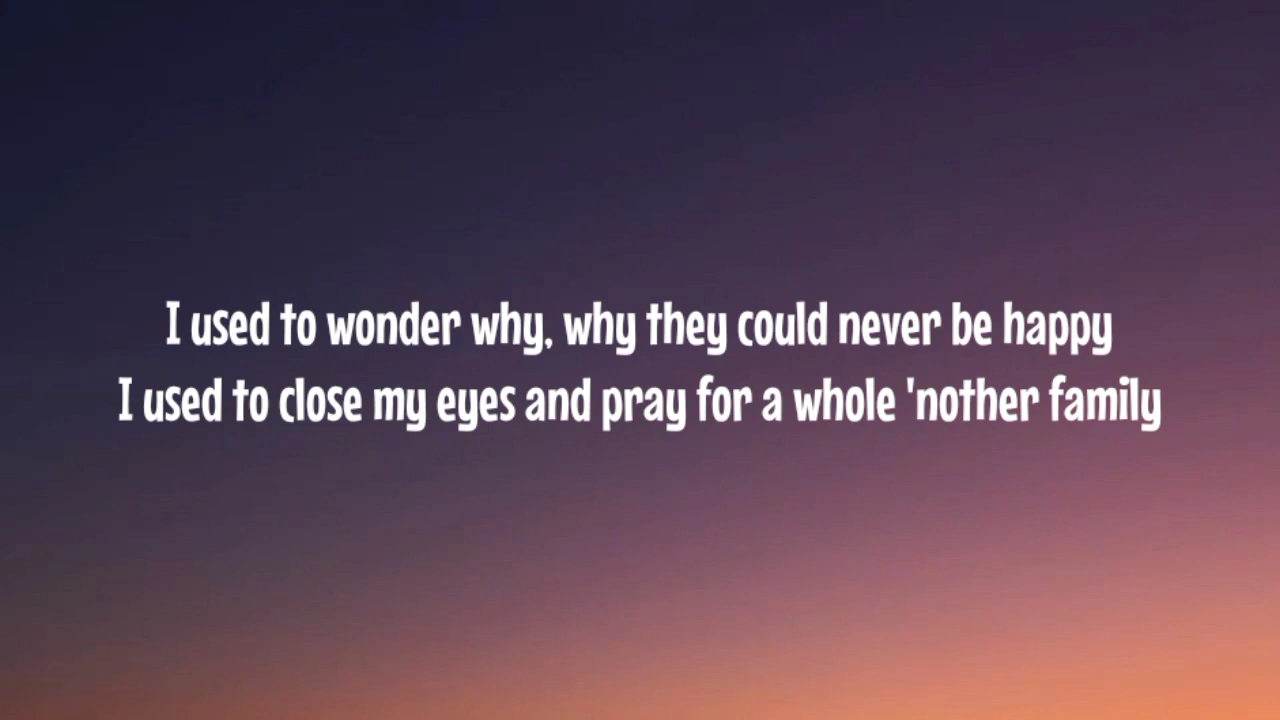 I used to wonder why, why they could never be happy
I used to close my eyes and pray for a whole 'nother family